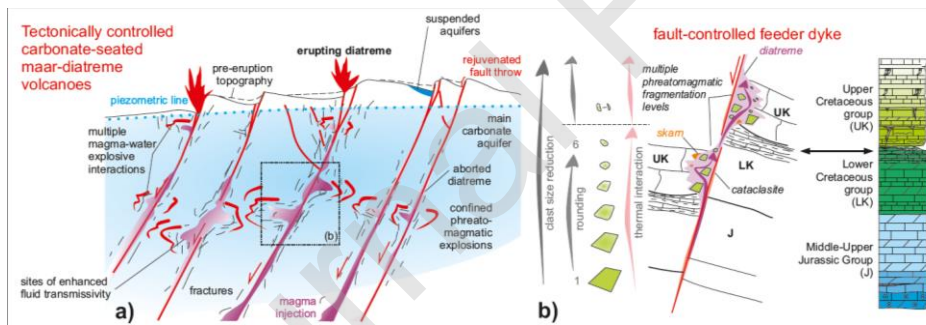 Tectonically controlled
carbonate-seated
maar-diatreme
volcanoes
pre-eruption
topography
erupting diatreme
suspended
aquifers
rejuvenated
fault throw
piezometric line
multiple
magma-water
explosive
interactions
main
carbonate
aquifer
aborted
diatreme
confined
phreato-
magmatic
explosions
(b)
sites of enhanced
fluid transmissivity
fractures
magma
injection
a)
fault-controlled feeder dyke
diatreme
multiple
phreatomagmatic
fragmentation
levels
clast size reduction
rounding
thermal interaction
6
1
skarn
UK
UK
LK
cataclasite
J
b)
Upper
Cretaceous
group
(UK)
Lower
Cretaceous
group
(LK)
Middle-Upper
Jurassic Group
(J)